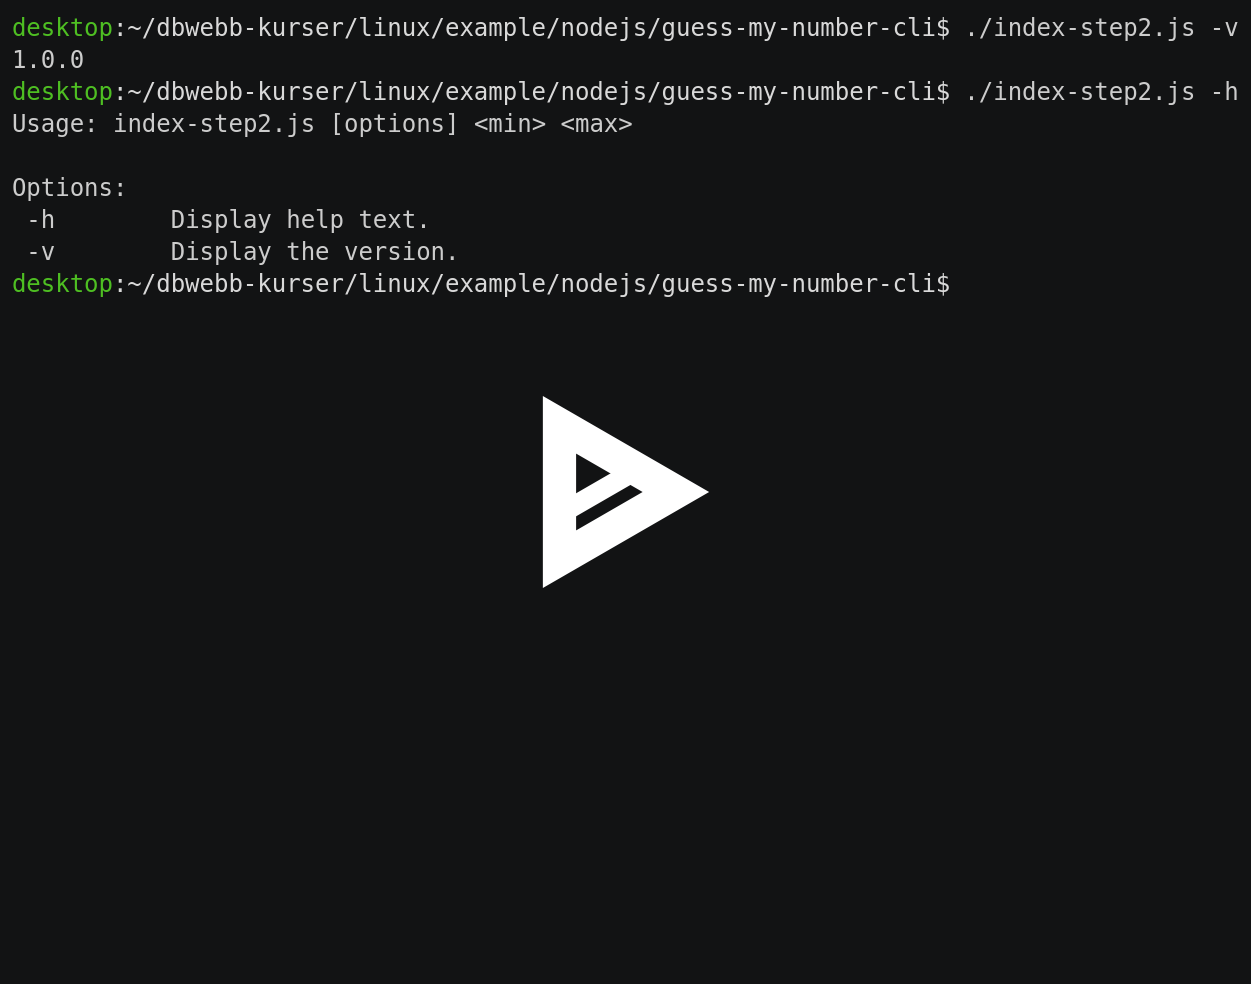 desktop:~/dbwebb-kurser/linux/example/nodejs/guess-my-number-cli$ ./index-step2.js -v
1.0.0
desktop:~/dbwebb-kurser/linux/example/nodejs/guess-my-number-cli$ ./index-step2.js -h
Usage: index-step2.js [options] <min> <max>

Options:
 -h        Display help text.
 -v        Display the version.
desktop:~/dbwebb-kurser/linux/example/nodejs/guess-my-number-cli$